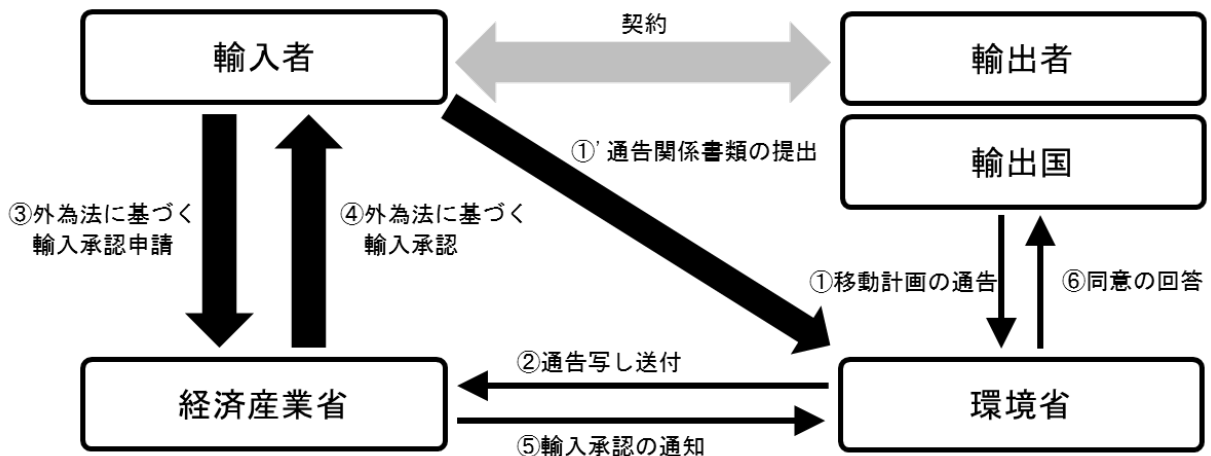 契約
輸入者
輸出者
①’通告関係書類の提出
輸出国
③外為法に基づく
輸入承認申請
④外為法に基づく
輸入承認
①移動計画の通告
⑥同意の回答
②通告写し送付
経済産業省
環境省
⑤輸入承認の通知